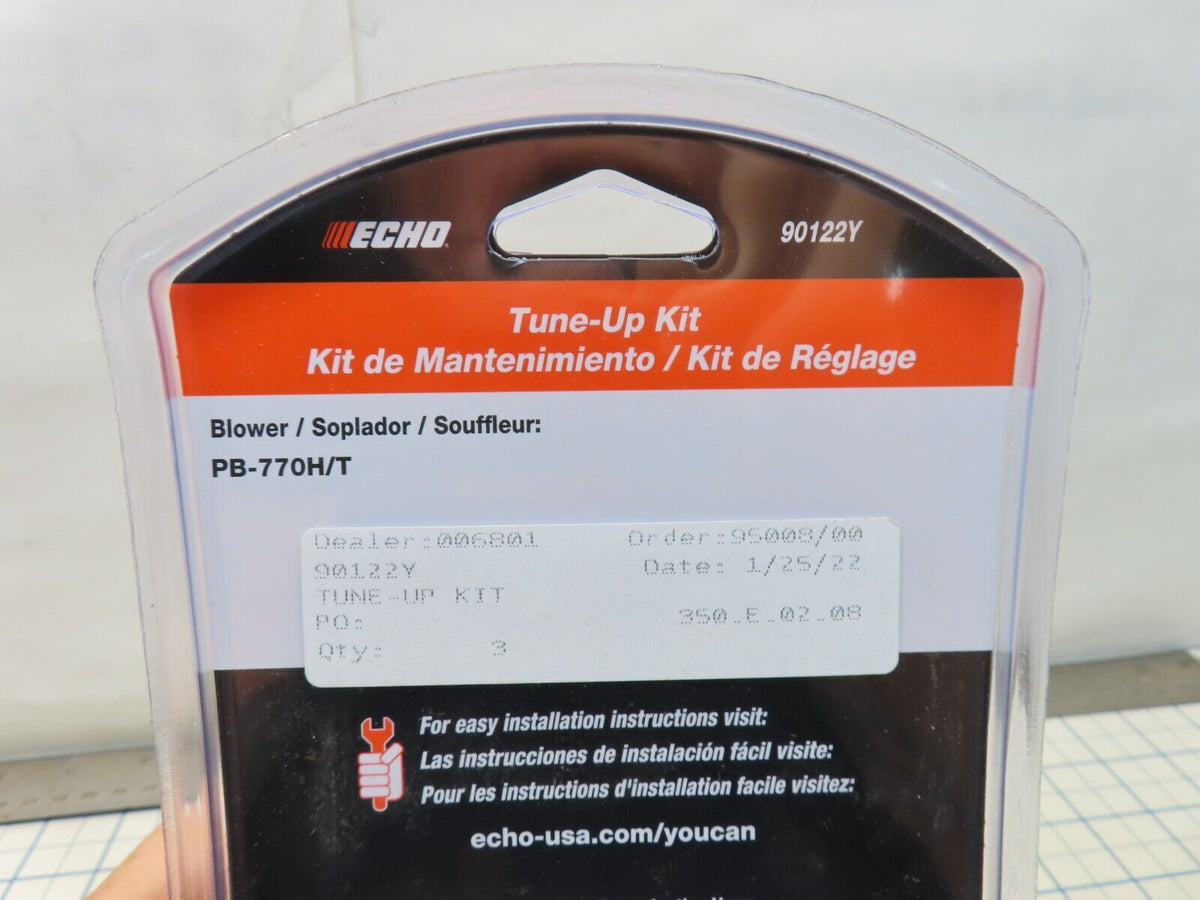 ECHO
90122Y
Tune-Up Kit
Kit de Mantenimiento / Kit de Réglage
Blower / Soplador / Souffleur:
PB-770H/T
Dealer:006801 Order:95008/00
90122Y Date: 1/25/22
TUNE-UP KIT
PO: 350.E.02.08
Qty: 3
For easy installation instructions visit:
Las instrucciones de instalación fácil visite:
Pour les instructions d'installation facile visitez:
echo-usa.com/youcan